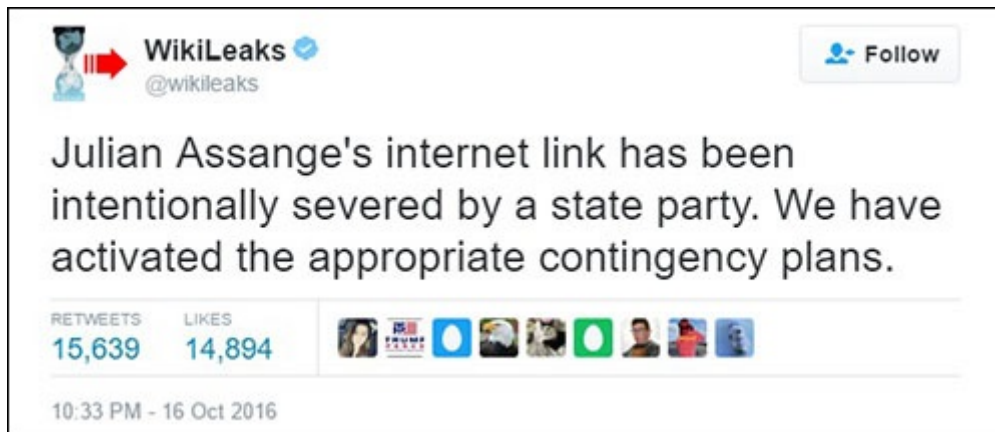 WikiLeaks
@wikileaks
Follow
Julian Assange's internet link has been
intentionally severed by a state party. We have
activated the appropriate contingency plans.
RETWEETS LIKES
15,639 14,894
TRUMP
10:33 PM - 16 Oct 2016